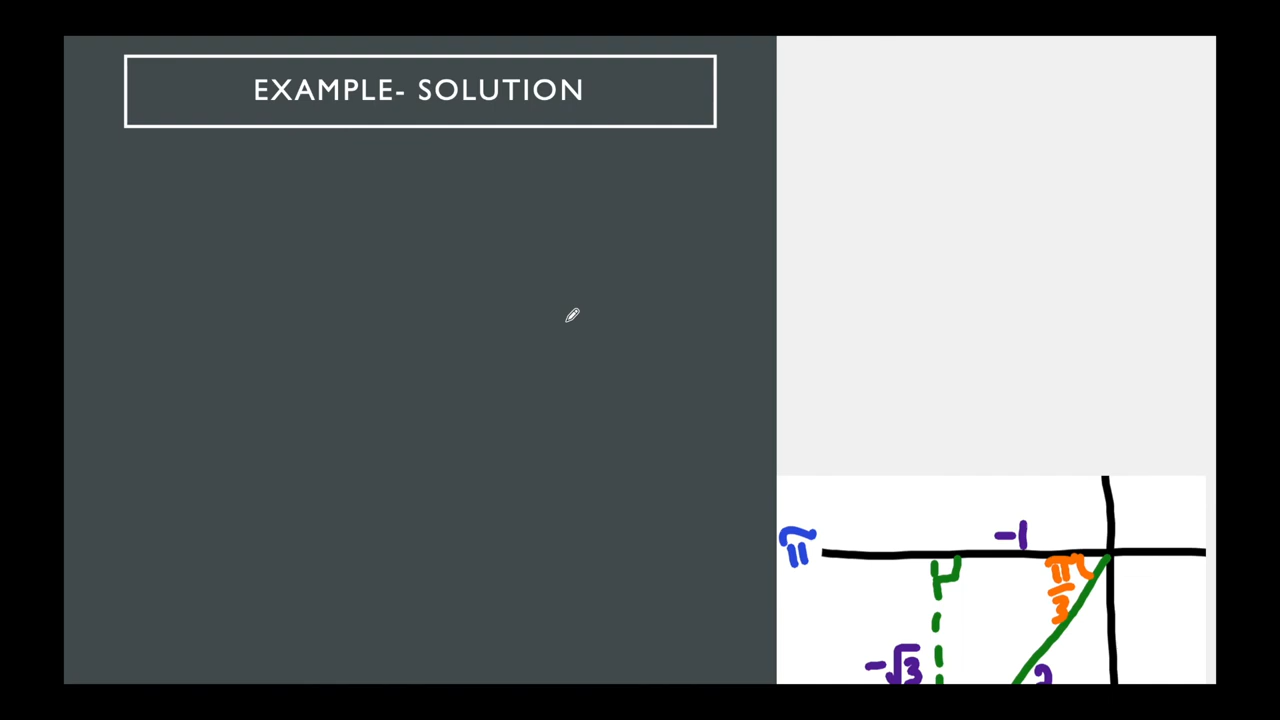 EXAMPLE- SOLUTION
-1
π
π/3
-√3
2